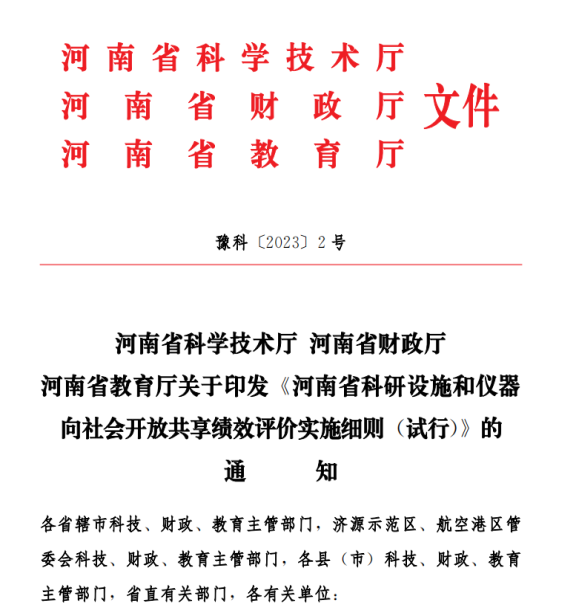 河南省科学技术厅
河南省财政厅 文件
河南省教育厅
豫科〔2023〕2号
河南省科学技术厅 河南省财政厅
河南省教育厅关于印发《河南省科研设施和仪器
向社会开放共享绩效评价实施细则（试行）》的
通 知
各省辖市科技、财政、教育主管部门，济源示范区、航空港区管
委会科技、财政、教育主管部门，各县（市）科技、财政、教育
主管部门，省直有关部门，各有关单位：